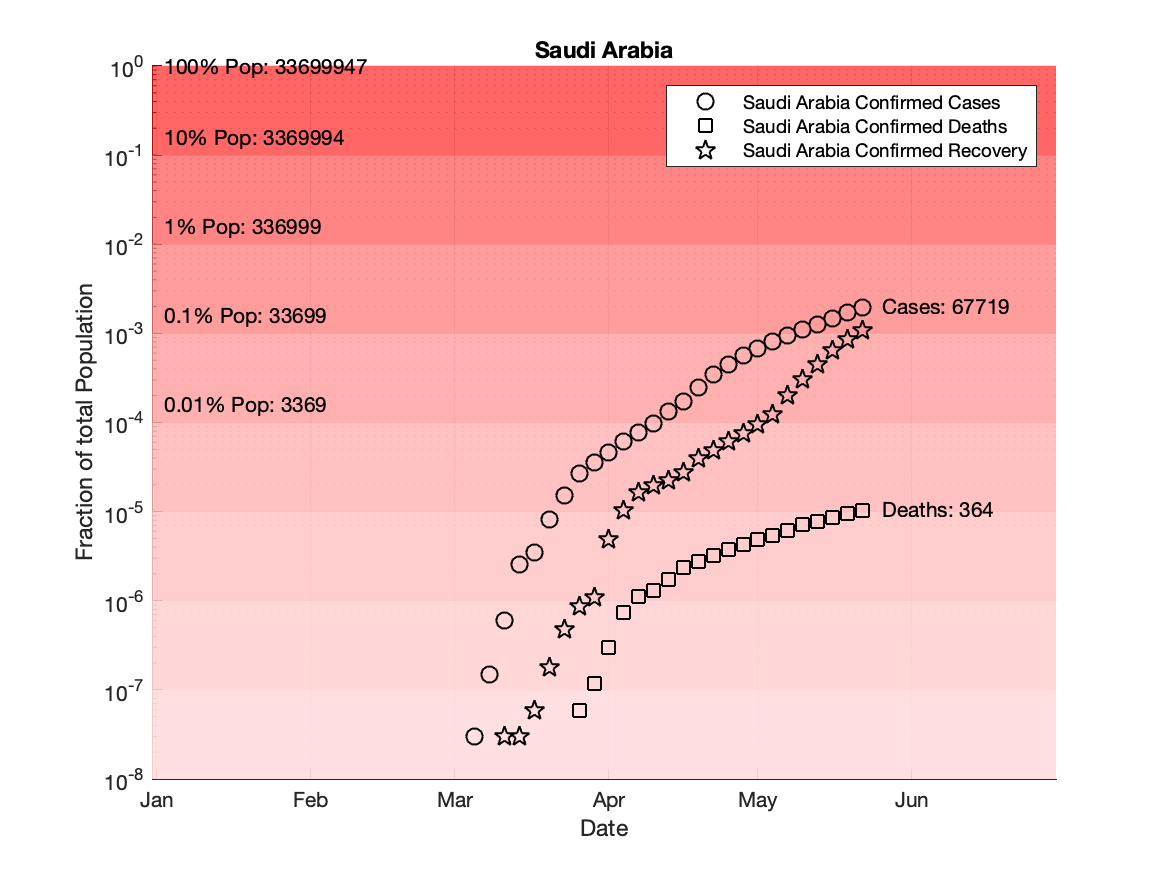 Saudi Arabia
10^0
100% Pop: 33699947
Saudi Arabia Confirmed Cases
Saudi Arabia Confirmed Deaths
Saudi Arabia Confirmed Recovery
10% Pop: 3369994
10^-1
1% Pop: 336999
10^-2
Cases: 67719
0.1% Pop: 33699
10^-3
0.01% Pop: 3369
10^-4
Deaths: 364
10^-5
10^-6
10^-7
10^-8
Fraction of total Population
Jan Feb Mar Apr May Jun
Date